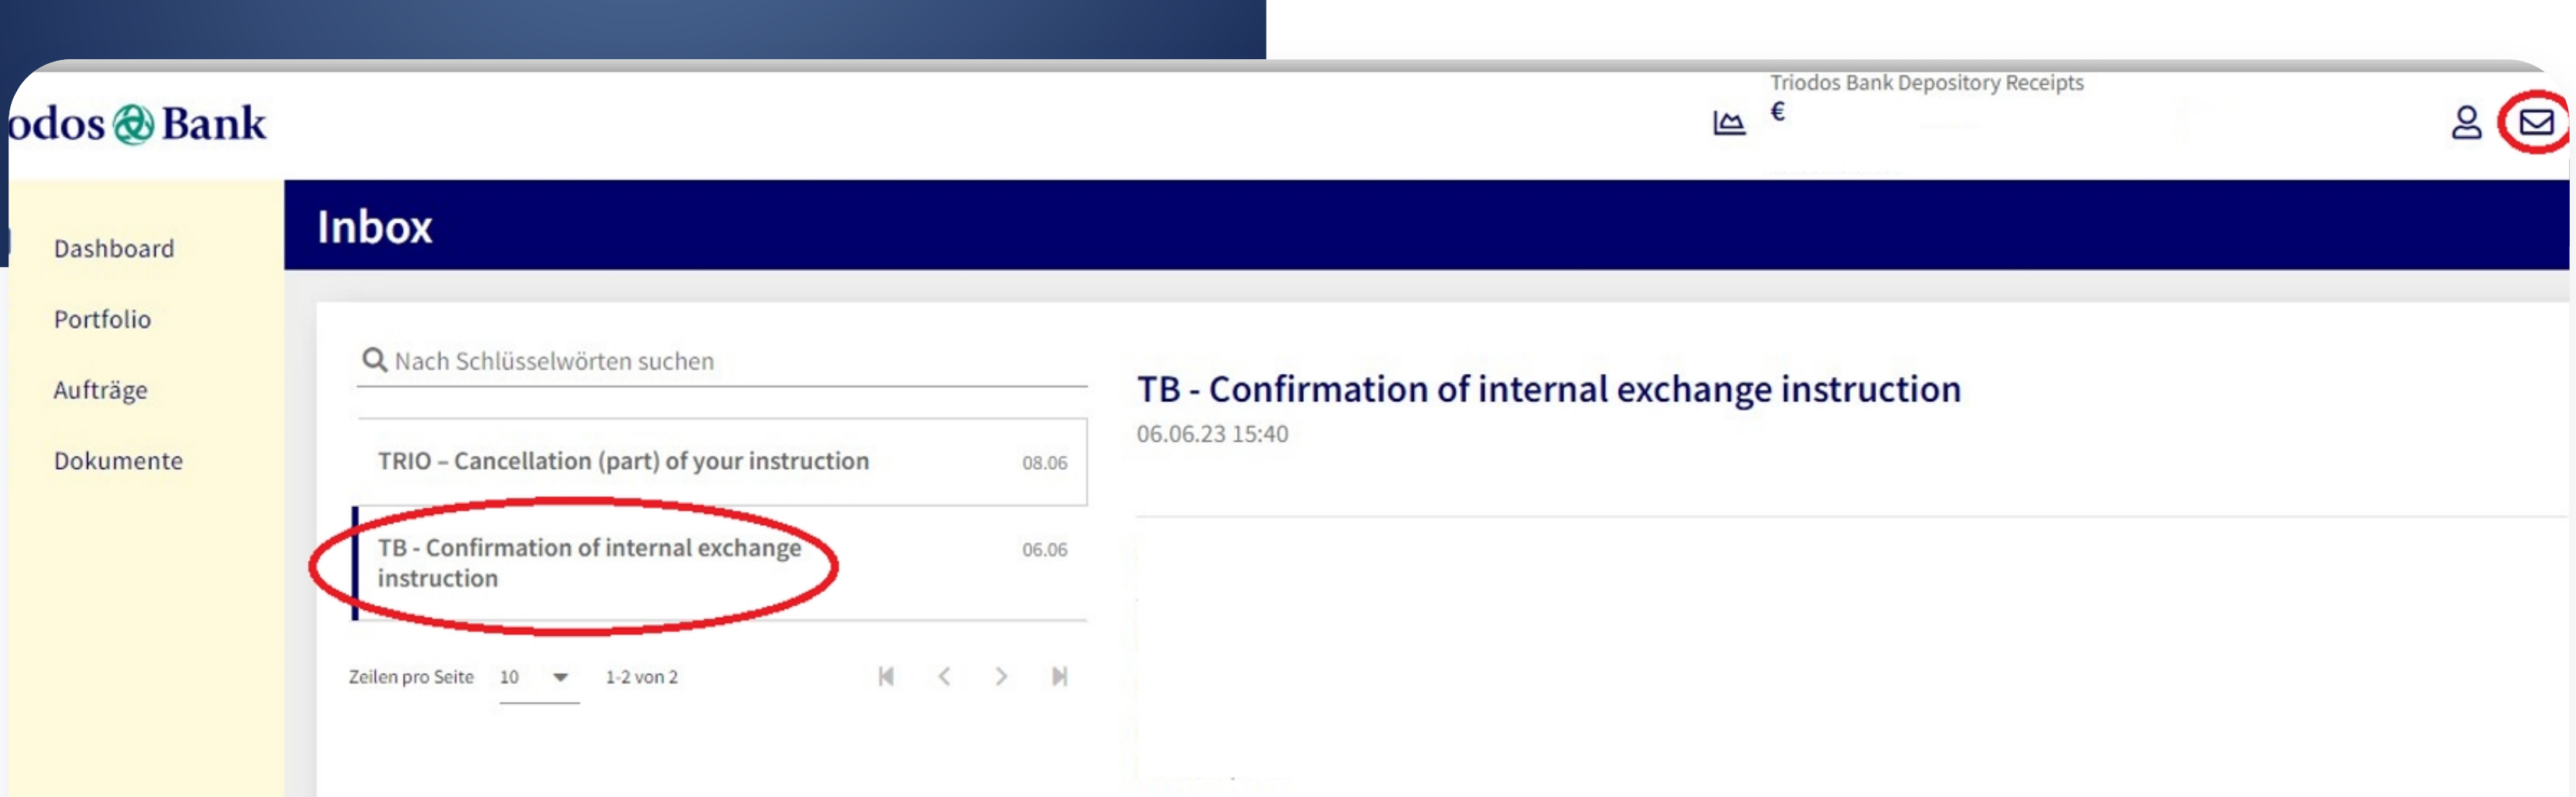 Triodos Bank Depository Receipts
€
odos Bank
Inbox
Dashboard
Portfolio
Aufträge
Dokumente
Nach Schlüsselwörten suchen
TRIO – Cancellation (part) of your instruction 08.06
TB - Confirmation of internal exchange 06.06
instruction
Zeilen pro Seite 10 1-2 von 2
TB - Confirmation of internal exchange instruction
06.06.23 15:40